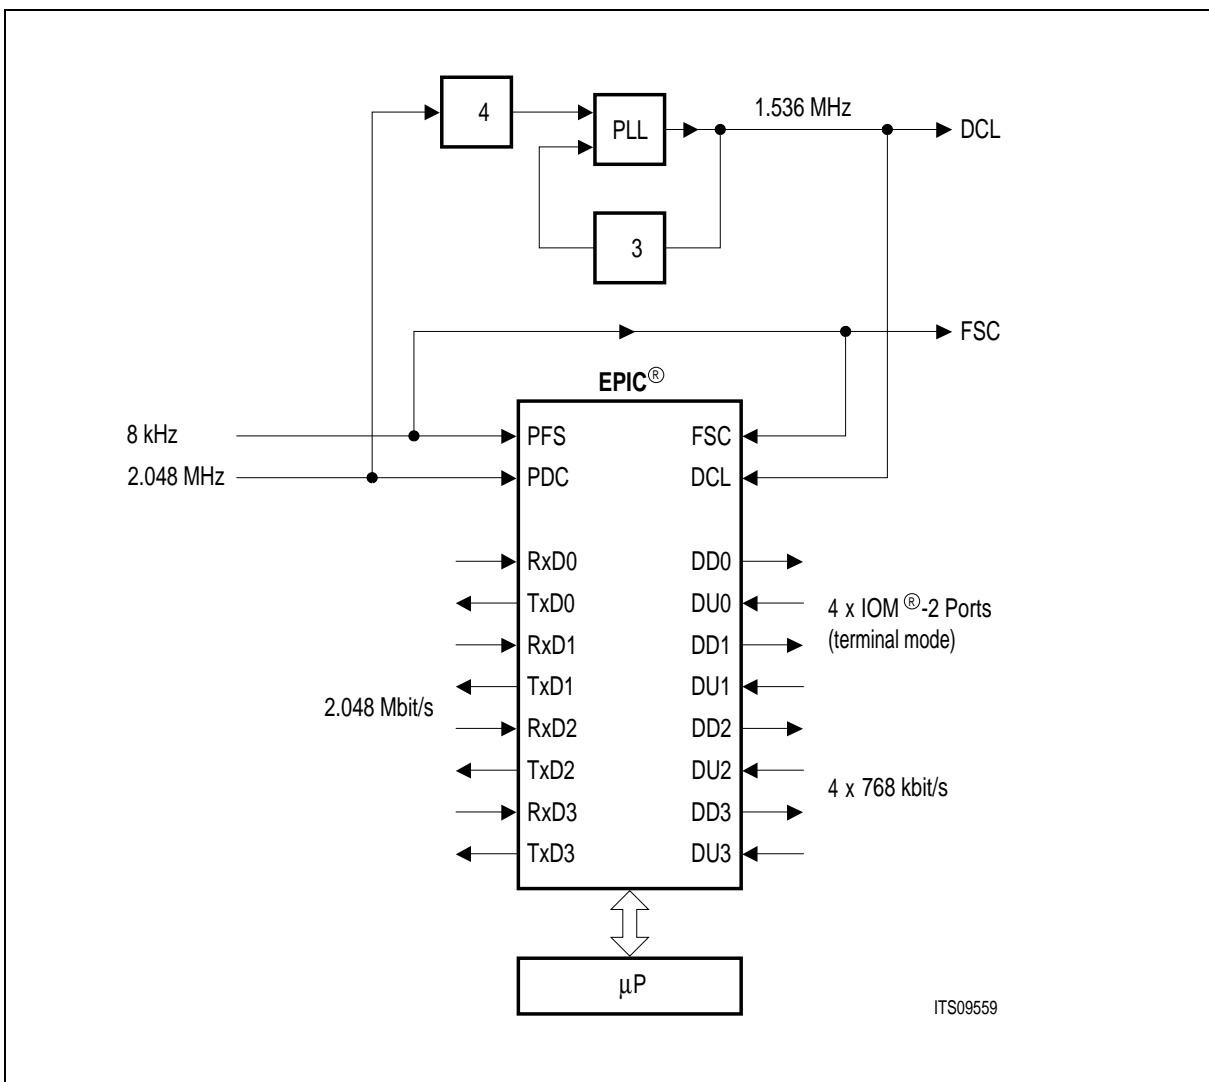 4
PLL
1.536 MHz
DCL
3
FSC
EPIC®
8 kHz
PFS
FSC
2.048 MHz
PDC
DCL
RxD0
DD0
TxD0
DU0
4 x IOM®-2 Ports
(terminal mode)
RxD1
DD1
TxD1
DU1
2.048 Mbit/s
RxD2
DD2
TxD2
DU2
4 x 768 kbit/s
RxD3
DD3
TxD3
DU3
µP
ITS09559